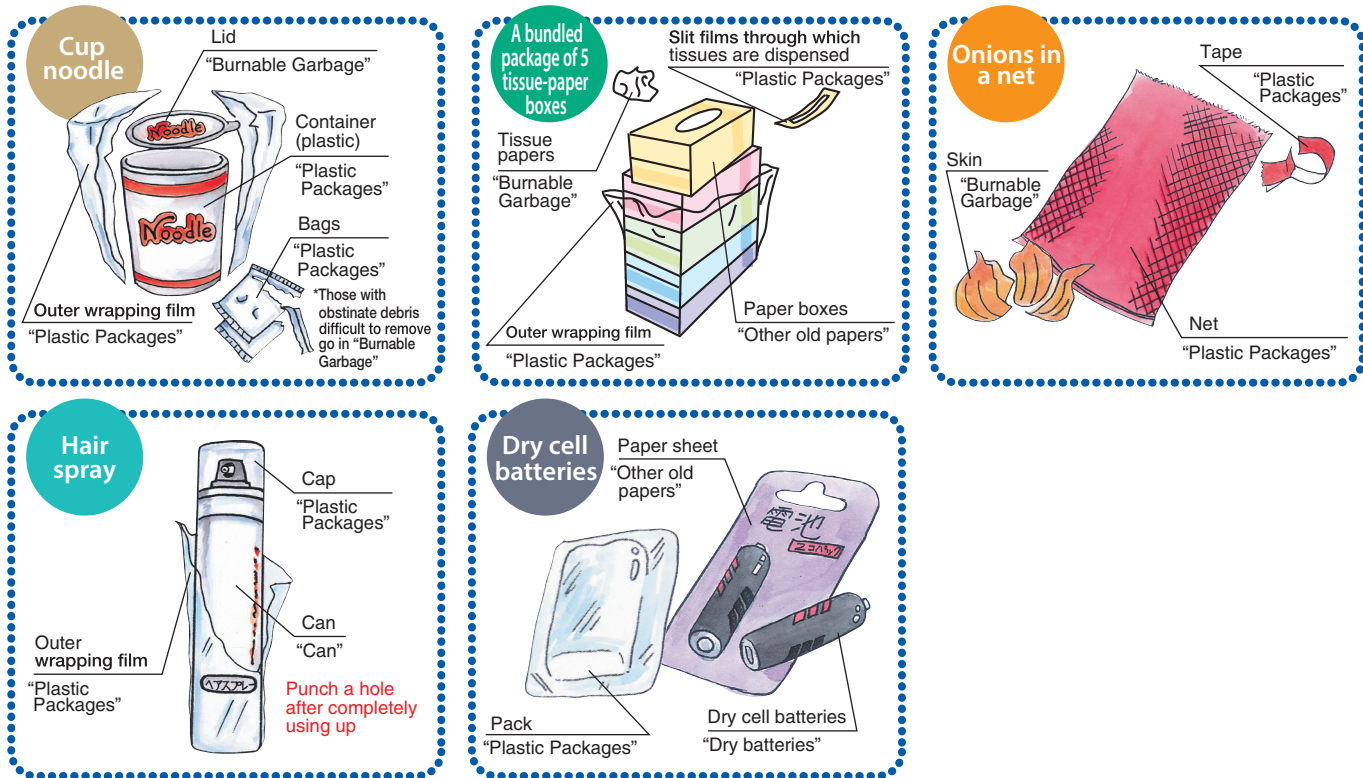 Cup
noodle
Lid
“Burnable Garbage”
Noodle
Container
(plastic)
“Plastic
Packages”
Noodle
Bags
“Plastic
Packages”
*Those with
obstinate debris
difficult to remove
go in “Burnable
Garbage”
Outer wrapping film
“Plastic Packages”
A bundled
package of 5
tissue-paper
boxes
Slit films through which
tissues are dispensed
“Plastic Packages”
Tissue
papers
“Burnable
Garbage”
Paper boxes
“Other old papers”
Outer wrapping film
“Plastic Packages”
Onions in
a net
Tape
“Plastic
Packages”
Skin
“Burnable
Garbage”
Net
“Plastic Packages”
Hair
spray
Cap
“Plastic
Packages”
Can
“Can”
Outer
wrapping film
“Plastic
Packages”
ヘアスプレー
Punch a hole
after completely
using up
Dry cell
batteries
Paper sheet
“Other old
papers”
電池
2コパック
Pack
“Plastic Packages”
Dry cell batteries
“Dry batteries”